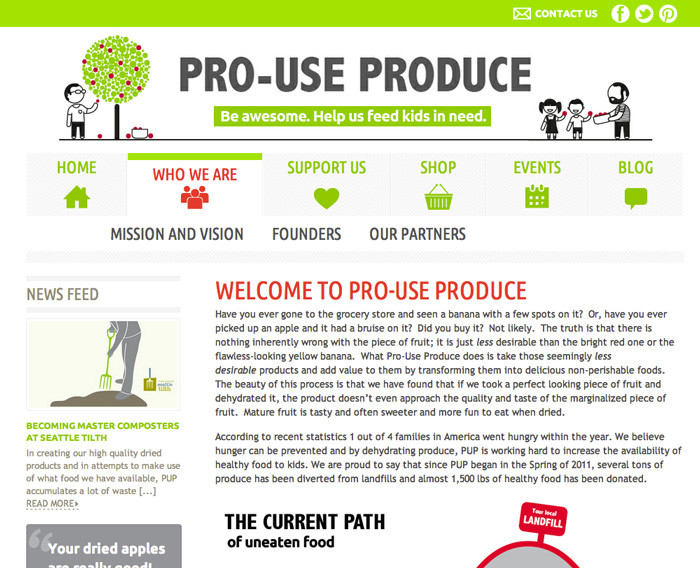 CONTACT US
PRO-USE PRODUCE
Be awesome. Help us feed kids in need.
HOME
WHO WE ARE
SUPPORT US
SHOP
EVENTS
BLOG
MISSION AND VISION
FOUNDERS
OUR PARTNERS
NEWS FEED
BECOMING MASTER COMPOSTERS
AT SEATTLE TILTH
In creating our high quality dried
products and in attempts to make use
of what food we have available, PUP
accumulates a lot of waste [...]
READ MORE
Your dried apples
are really good!
WELCOME TO PRO-USE PRODUCE
Have you ever gone to the grocery store and seen a banana with a few spots on it?  Or, have you ever
picked up an apple and it had a bruise on it?  Did you buy it?  Not likely.  The truth is that there is
nothing inherently wrong with the piece of fruit; it is just less desirable than the bright red one or the
flawless-looking yellow banana.  What Pro-Use Produce does is take those seemingly less
desirable products and add value to them by transforming them into delicious non-perishable foods.
The beauty of this process is that we have found that if we took a perfect looking piece of fruit and
dehydrated it, the product doesn't even approach the quality and taste of the marginalized piece of
fruit.  Mature fruit is tasty and often sweeter and more fun to eat when dried.
According to recent statistics 1 out of 4 families in America went hungry within the year. We believe
hunger can be prevented and by dehydrating produce, PUP is working hard to increase the availability of
healthy food to kids. We are proud to say that since PUP began in the Spring of 2011, several tons of
produce has been diverted from landfills and almost 1,500 lbs of healthy food has been donated.
THE CURRENT PATH
of uneaten food
Your local
LANDFILL